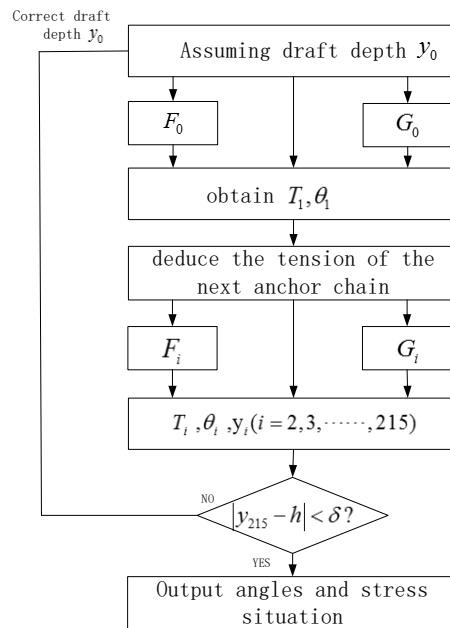 Correct draft
depth y₀
Assuming draft depth y₀
F₀
G₀
obtain T₁,θ₁
deduce the tension of the
next anchor chain
Fᵢ
Gᵢ
Tᵢ ,θᵢ ,yᵢ(i = 2,3,⋯⋯,215)
NO
|y₂₁₅ − h| < δ?
YES
Output angles and stress
situation